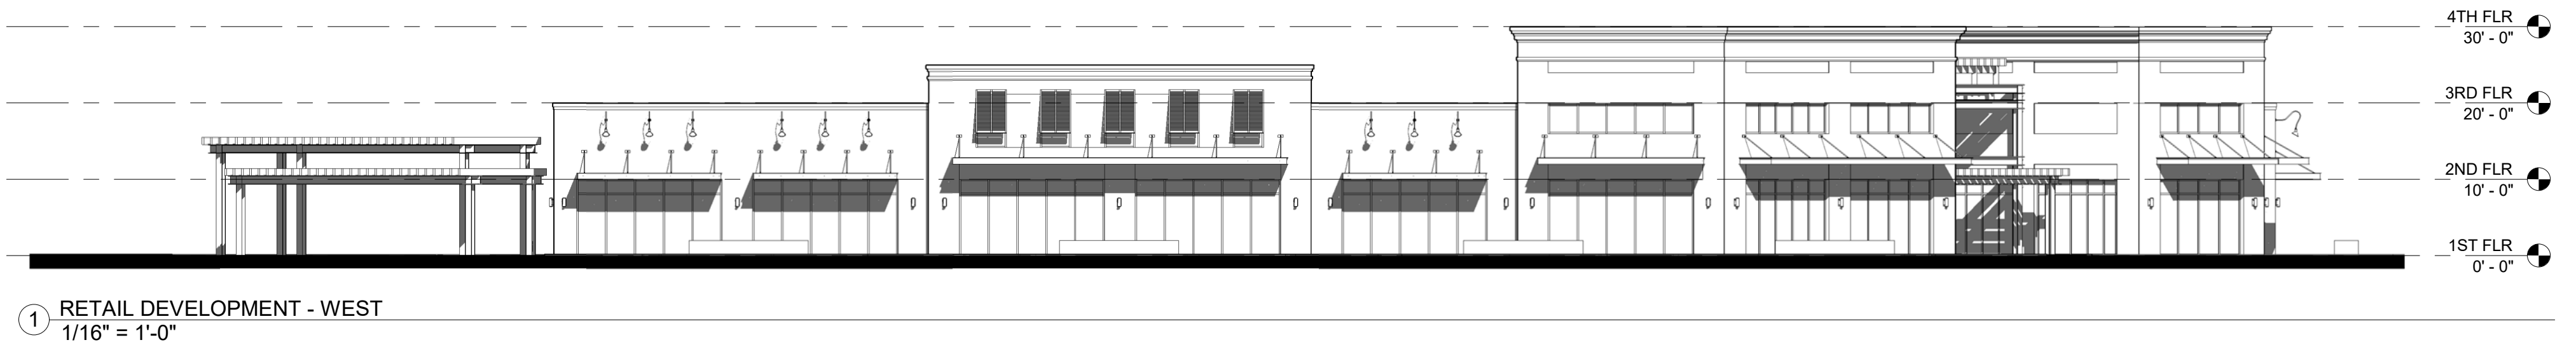 4TH FLR
30' - 0"
3RD FLR
20' - 0"
2ND FLR
10' - 0"
1ST FLR
0' - 0"
1 RETAIL DEVELOPMENT - WEST
1/16" = 1'-0"